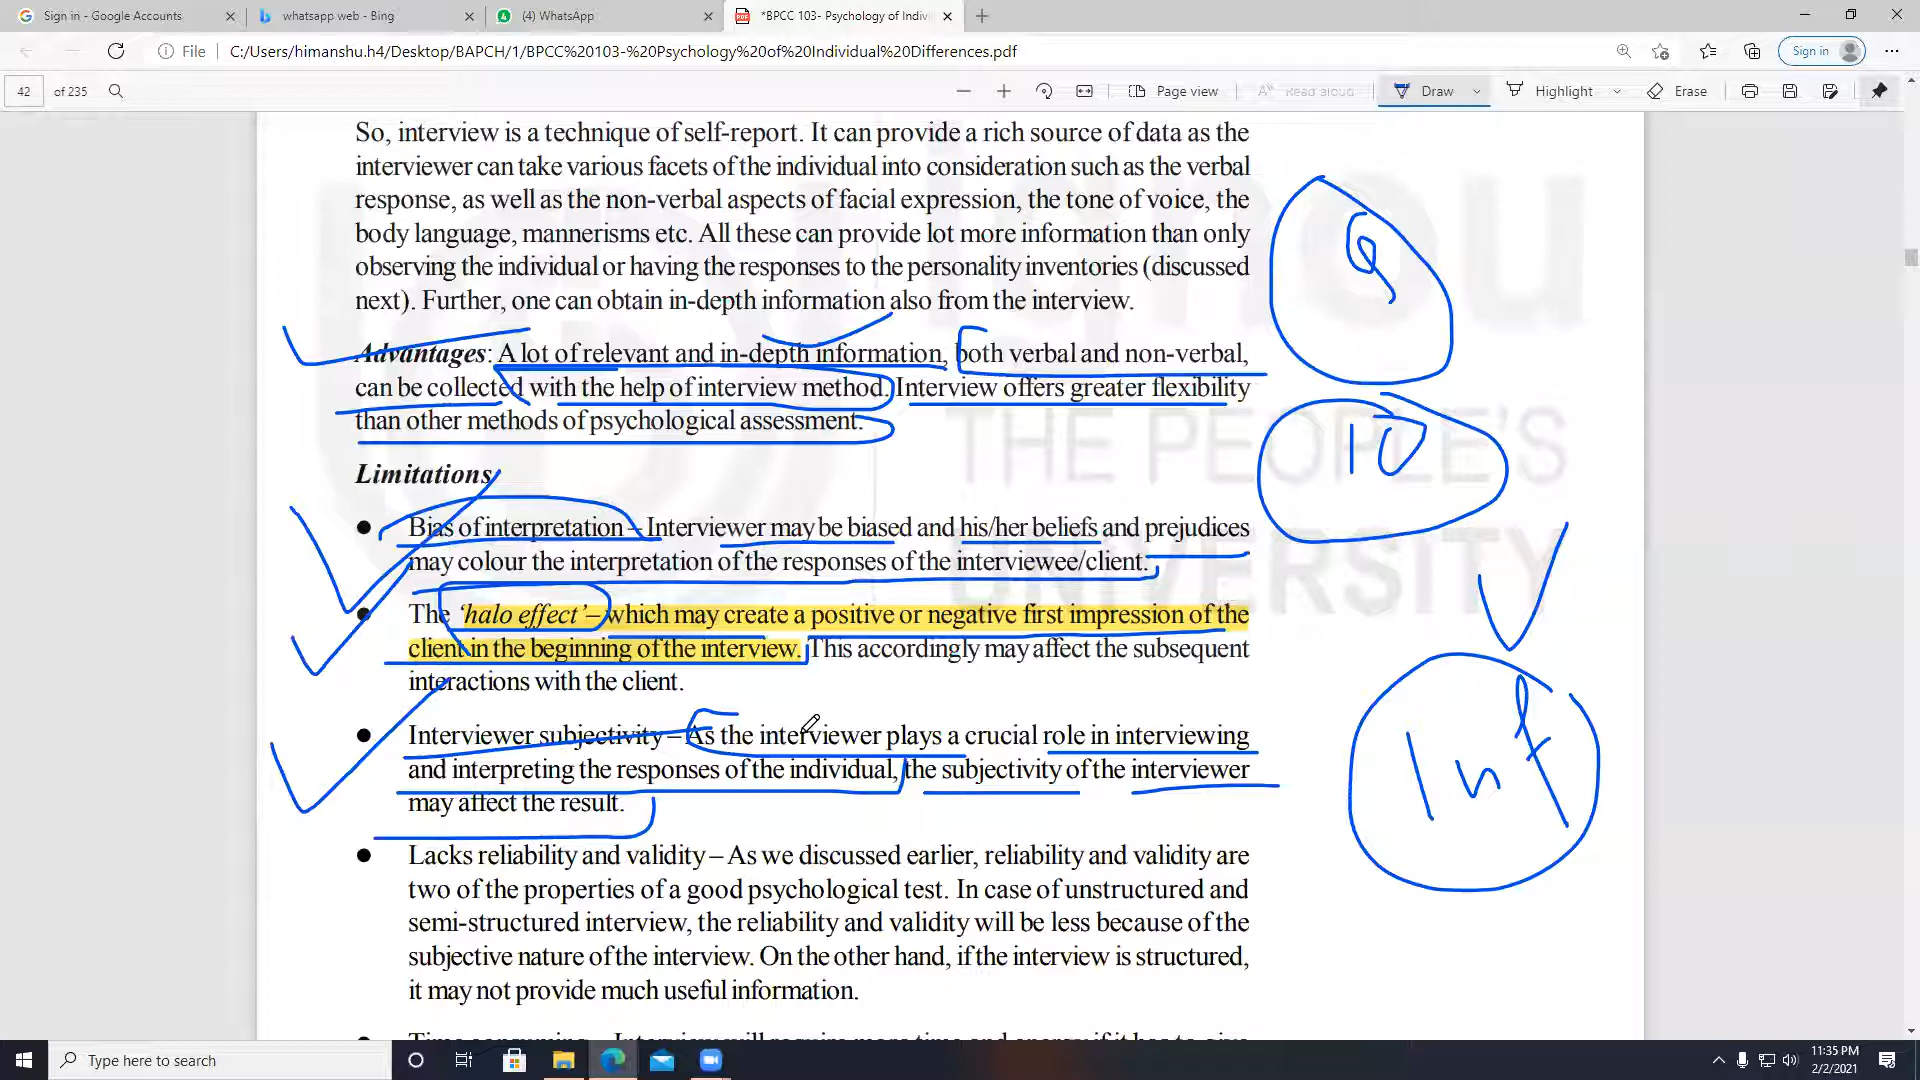 Sign in - Google Accounts
whatsapp web - Bing
(4) WhatsApp
*BPCC 103- Psychology of Indivi
File
C:/Users/himanshu.h4/Desktop/BAPCH/1/BPCC%20103-%20Psychology%20of%20Individual%20Differences.pdf
Sign in
42 of 235
Page view
Read aloud
Draw
Highlight
Erase
So, interview is a technique of self-report. It can provide a rich source of data as the
interviewer can take various facets of the individual into consideration such as the verbal
response, as well as the non-verbal aspects of facial expression, the tone of voice, the
body language, mannerisms etc. All these can provide lot more information than only
observing the individual or having the responses to the personality inventories (discussed
next). Further, one can obtain in-depth information also from the interview.
Advantages: A lot of relevant and in-depth information, both verbal and non-verbal,
can be collected with the help of interview method. Interview offers greater flexibility
than other methods of psychological assessment.
Limitations
Bias of interpretation – Interviewer may be biased and his/her beliefs and prejudices
may colour the interpretation of the responses of the interviewee/client.
The ‘halo effect’ – which may create a positive or negative first impression of the
client in the beginning of the interview. This accordingly may affect the subsequent
interactions with the client.
Interviewer subjectivity – As the interviewer plays a crucial role in interviewing
and interpreting the responses of the individual, the subjectivity of the interviewer
may affect the result.
Lacks reliability and validity – As we discussed earlier, reliability and validity are
two of the properties of a good psychological test. In case of unstructured and
semi-structured interview, the reliability and validity will be less because of the
subjective nature of the interview. On the other hand, if the interview is structured,
it may not provide much useful information.
ignou
THE PEOPLE'S
UNIVERSITY
9
10
Inf
Type here to search
11:35 PM
2/2/2021